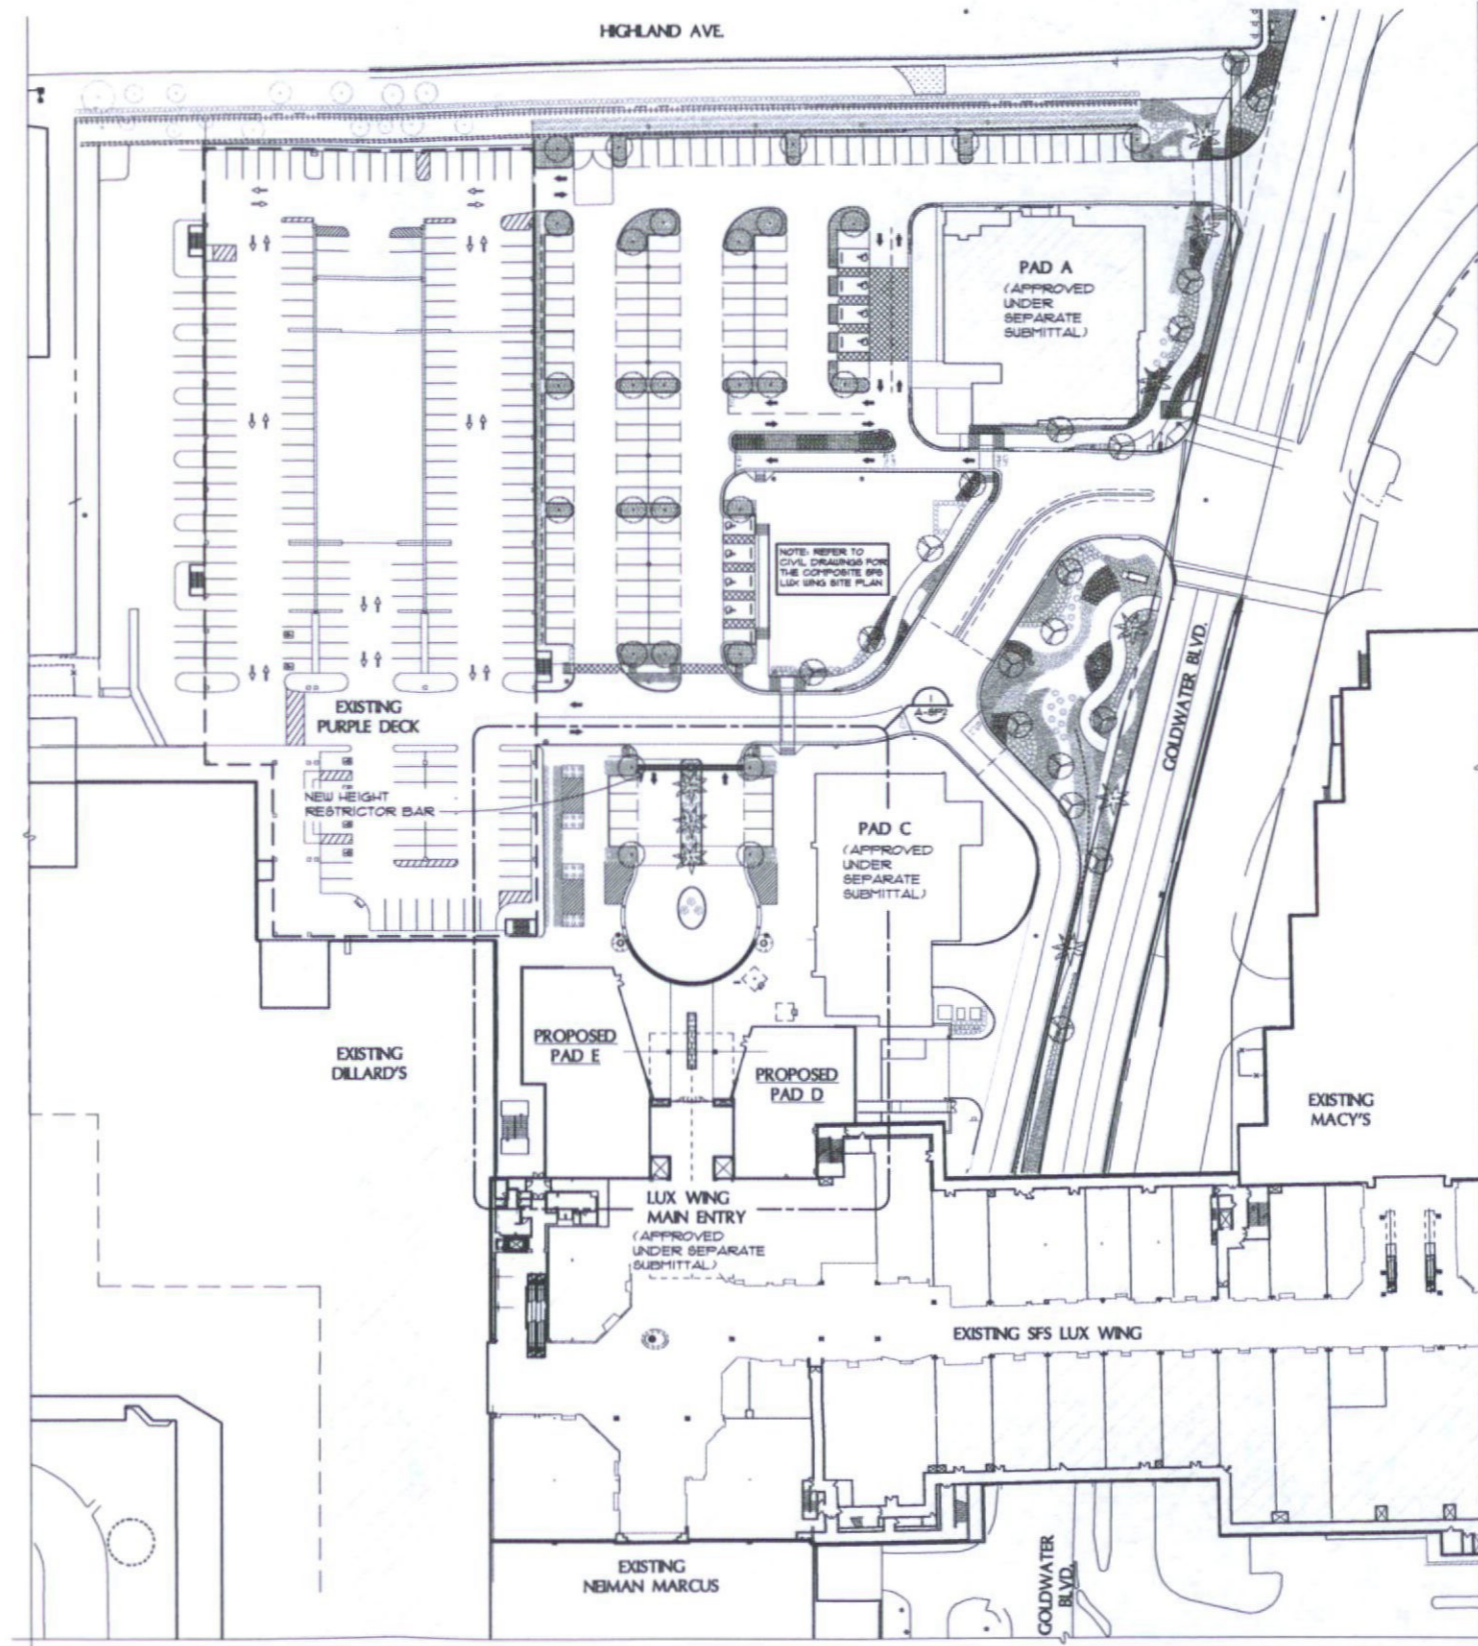 HIGHLAND AVE.
PAD A
(APPROVED
UNDER
SEPARATE
SUBMITTAL)
NOTE: REFER TO
CIVIL DRAWINGS FOR
THE COMPOSITE SFS
LUX WING SITE PLAN
GOLDWATER BLVD.
EXISTING
PURPLE DECK
1
A-SP2
NEW HEIGHT
RESTRICTOR BAR
PAD C
(APPROVED
UNDER
SEPARATE
SUBMITTAL)
PROPOSED
PAD E
EXISTING
DILLARD'S
PROPOSED
PAD D
EXISTING
MACY'S
LUX WING
MAIN ENTRY
(APPROVED
UNDER SEPARATE
SUBMITTAL)
EXISTING SFS LUX WING
EXISTING
NEIMAN MARCUS
GOLDWATER
BLVD.